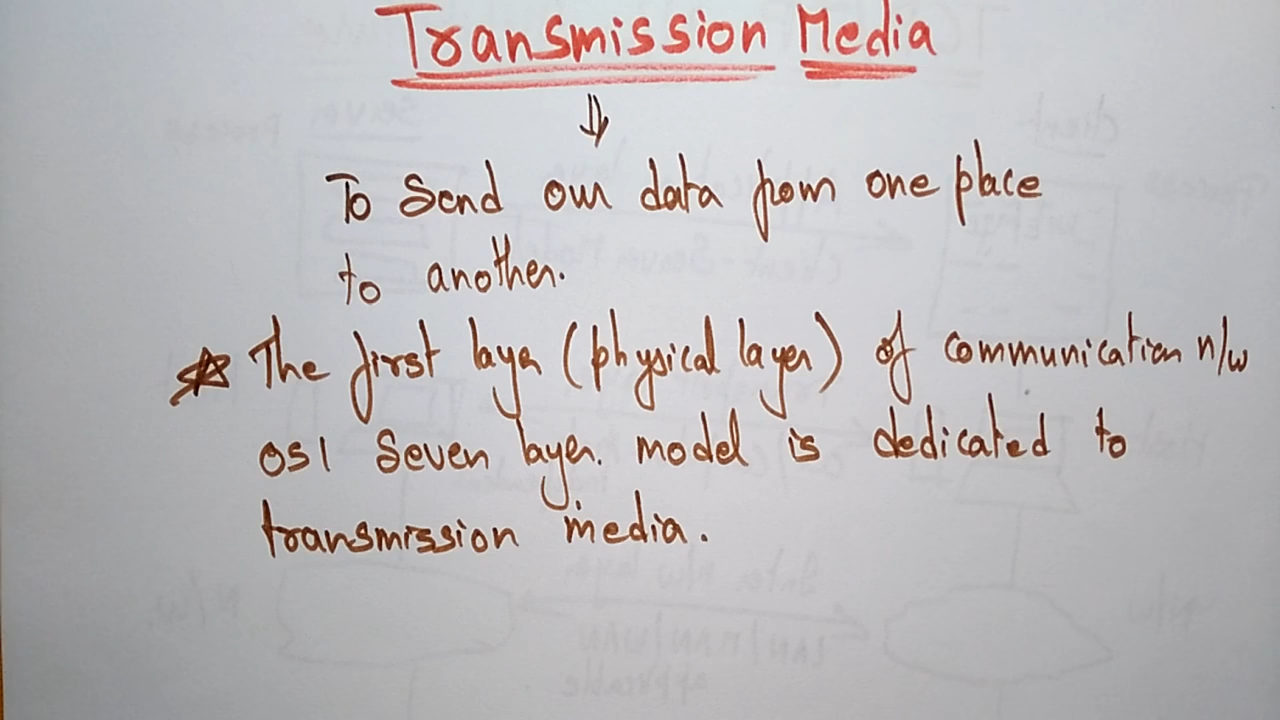 Transmission Media
⇓
To Send our data from one place
to another.
☆ The first layer (physical layer) of communication n/w
OSI Seven layer. model is dedicated to
transmission media.